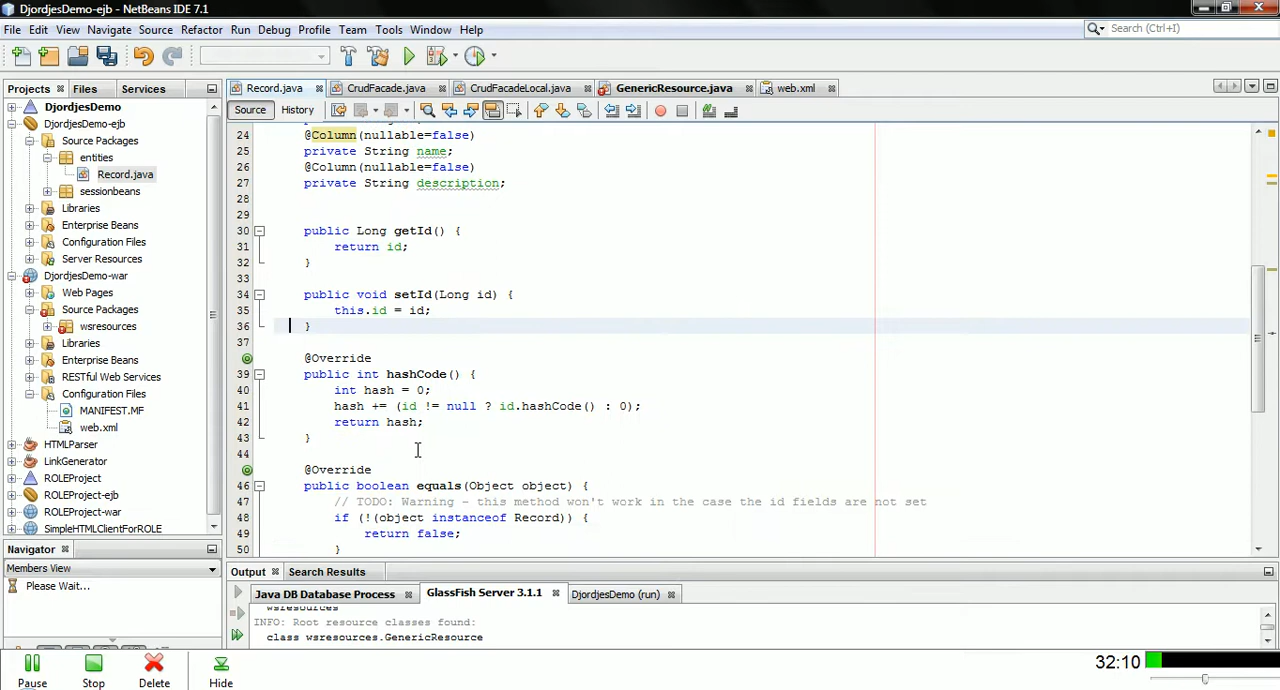 DjordjesDemo-ejb - NetBeans IDE 7.1
File Edit View Navigate Source Refactor Run Debug Profile Team Tools Window Help
Search (Ctrl+I)
Projects Files Services
Record.java CrudFacade.java CrudFacadeLocal.java GenericResource.java web.xml
Source History
DjordjesDemo
DjordjesDemo-ejb
Source Packages
entities
Record.java
sessionbeans
Libraries
Enterprise Beans
Configuration Files
Server Resources
DjordjesDemo-war
Web Pages
Source Packages
wsresources
Libraries
Enterprise Beans
RESTful Web Services
Configuration Files
MANIFEST.MF
web.xml
HTMLParser
LinkGenerator
ROLEProject
ROLEProject-ejb
ROLEProject-war
SimpleHTMLClientForROLE
24 @Column(nullable=false)
25 private String name;
26 @Column(nullable=false)
27 private String description;
28
29
30 public Long getId() {
31 return id;
32 }
33
34 public void setId(Long id) {
35 this.id = id;
36 }
37
@Override
39 public int hashCode() {
40 int hash = 0;
41 hash += (id != null ? id.hashCode() : 0);
42 return hash;
43 }
44
@Override
46 public boolean equals(Object object) {
47 // TODO: Warning - this method won't work in the case the id fields are not set
48 if (!(object instanceof Record)) {
49 return false;
50 }
Navigator
Members View
Please Wait...
Output Search Results
Java DB Database Process GlassFish Server 3.1.1 DjordjesDemo (run)
wsresources
INFO: Root resource classes found:
class wsresources.GenericResource
Pause Stop Delete Hide
32:10